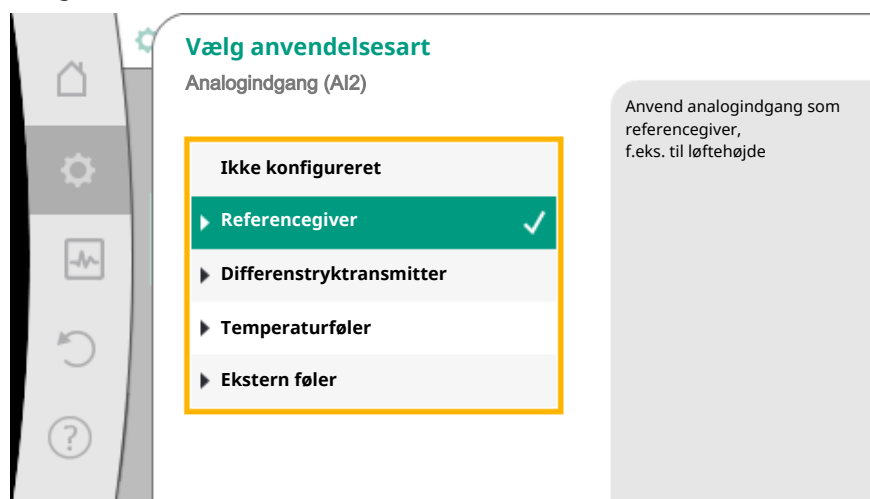 Vælg anvendelsesart
Analogindgang (AI2)
Anvend analogindgang som
referencegiver,
f.eks. til løftehøjde
Ikke konfigureret
Referencegiver
Differenstryktransmitter
Temperaturføler
Ekstern føler
?